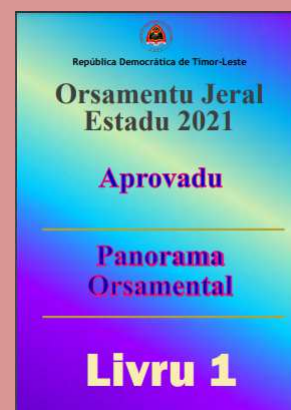 República Democrática de Timor-Leste
Orsamentu Jeral
Estadu 2021
Aprovadu
Panorama
Orsamental
Livru 1